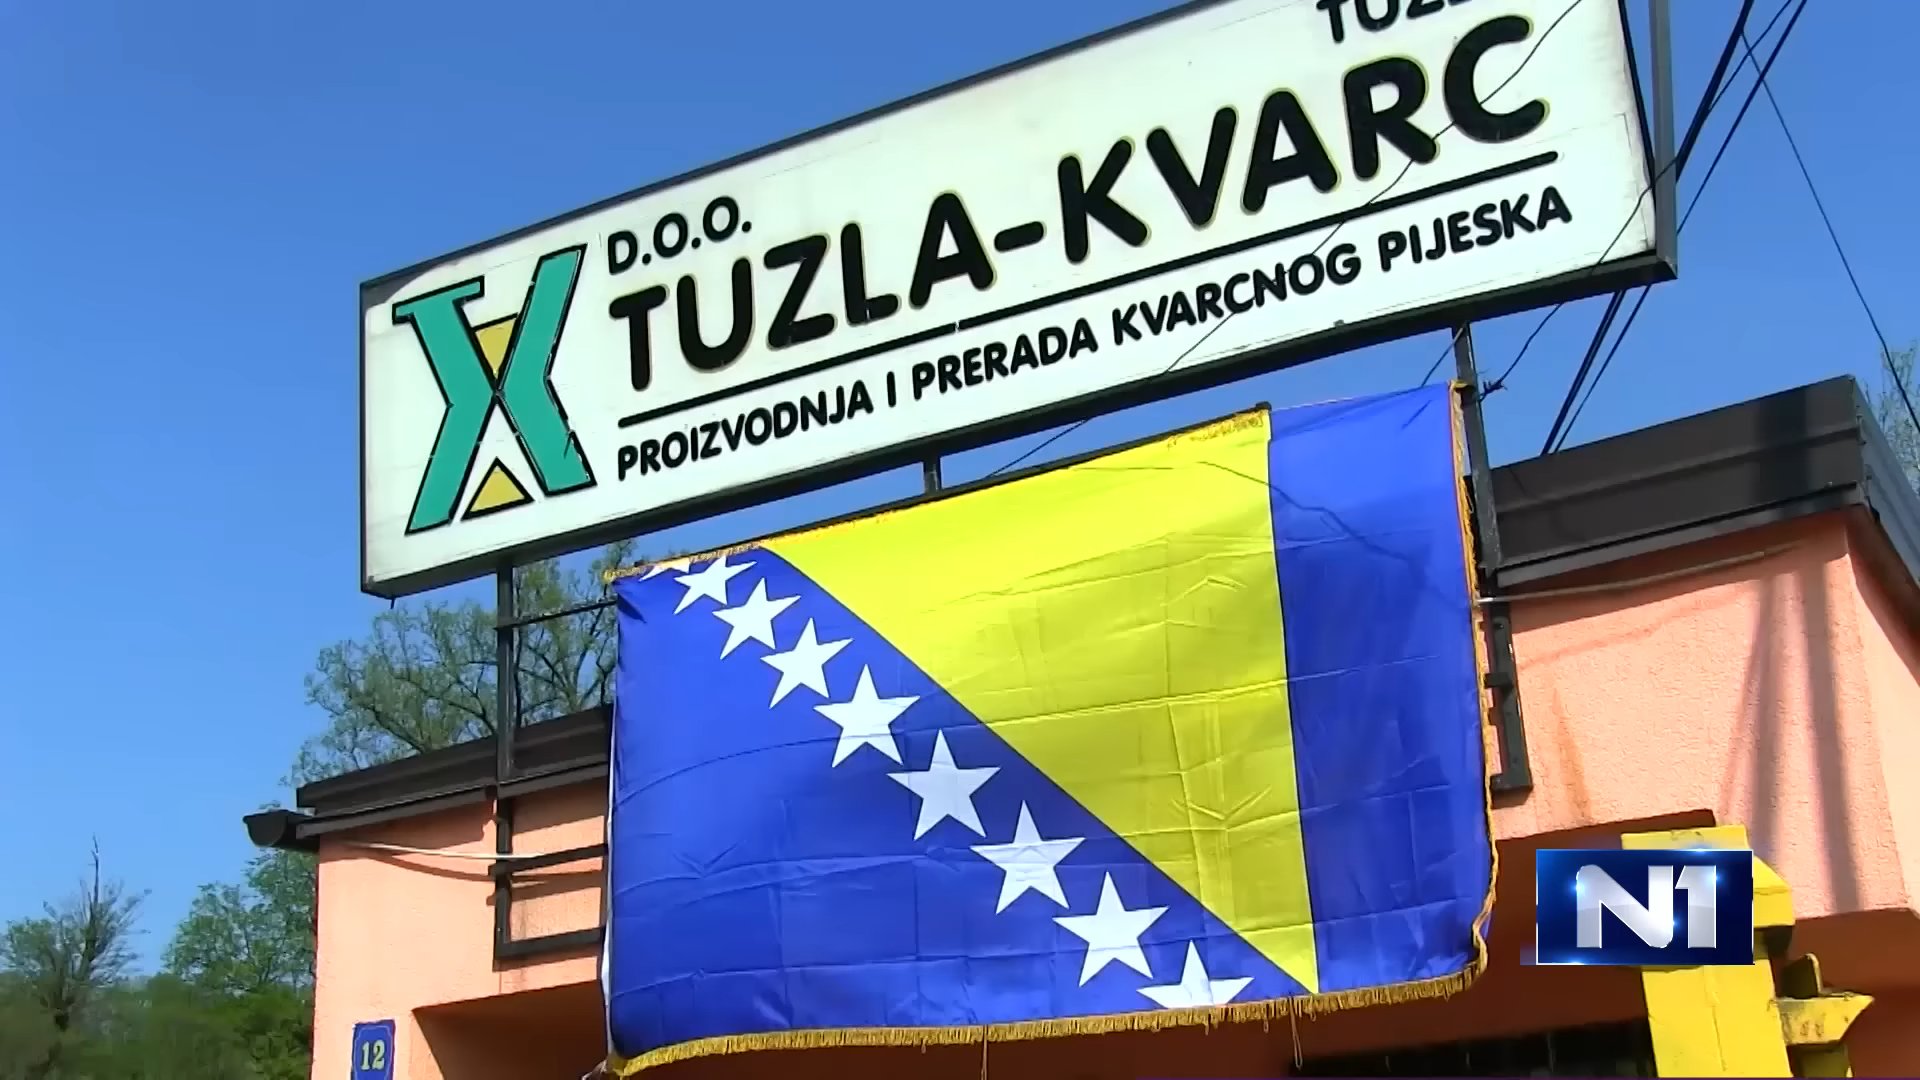 D.O.O.
TUZLA-KVARC
PROIZVODNJA I PRERADA KVARCNOG PIJESKA
12
N1